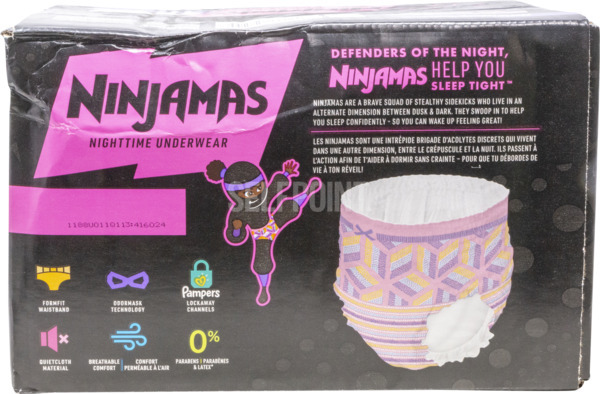 NINJAMAS
NIGHTTIME UNDERWEAR
DEFENDERS OF THE NIGHT,
NINJAMAS HELP YOU
SLEEP TIGHT™
NINJAMAS ARE A BRAVE SQUAD OF STEALTHY SIDEKICKS WHO LIVE IN AN
ALTERNATE DIMENSION BETWEEN DUSK & DARK. THEY SWOOP IN TO HELP
YOU SLEEP CONFIDENTLY - SO YOU CAN WAKE UP FEELING GREAT!
LES NINJAMAS SONT UNE INTRÉPIDE BRIGADE D'ACOLYTES DISCRETS QUI VIVENT
DANS UNE AUTRE DIMENSION, ENTRE LE CRÉPUSCULE ET LA NUIT. ILS PASSENT À
L'ACTION AFIN DE T'AIDER À DORMIR SANS CRAINTE - POUR QUE TU DÉBORDES DE
VIE À TON RÉVEIL!
1188U01101131416024
FORMFIT
WAISTBAND
ODORMASK
TECHNOLOGY
Pampers
LOCKAWAY
CHANNELS
QUIETCLOTH
MATERIAL
BREATHABLE
COMFORT
CONFORT
PERMÉABLE À L'AIR
0%
PARABENS | PARABÈNES
& LATEX*